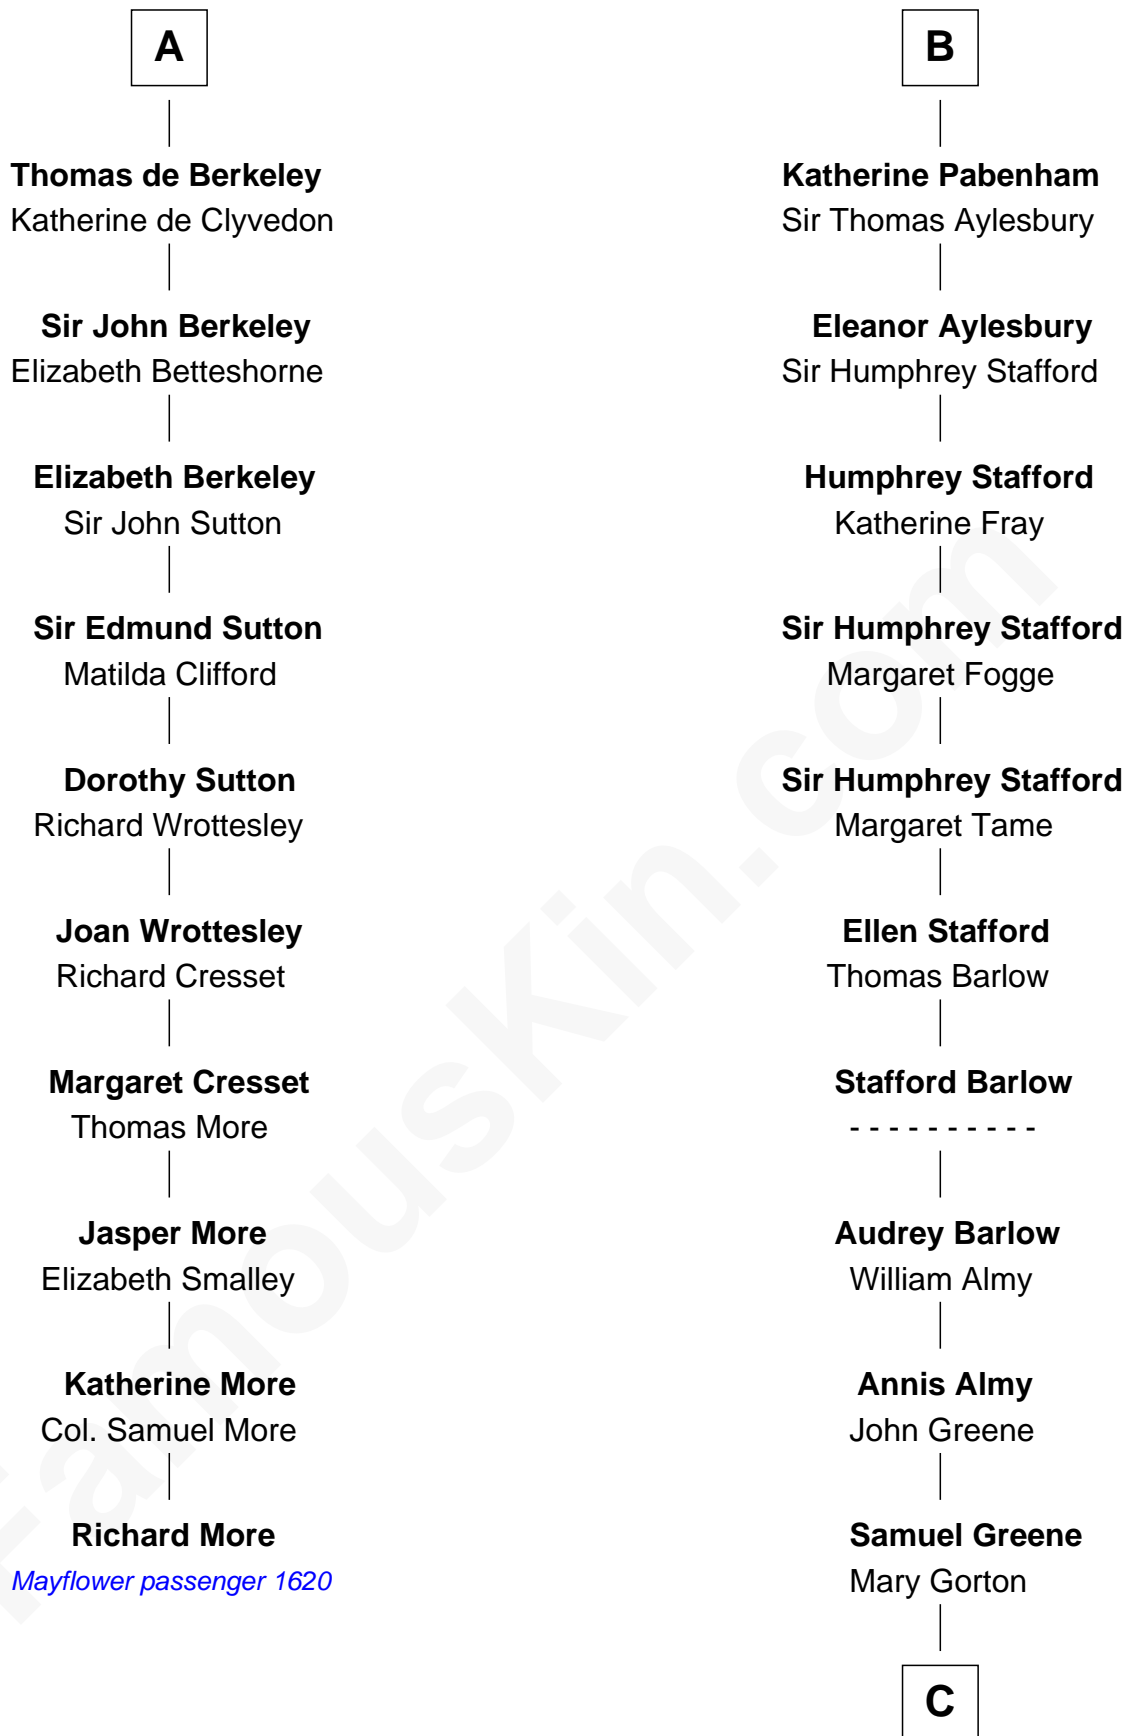 A
Thomas de Berkeley
Katherine de Clyvedon
Sir John Berkeley
Elizabeth Betteshorne
Elizabeth Berkeley
Sir John Sutton
Sir Edmund Sutton
Matilda Clifford
Dorothy Sutton
Richard Wrottesley
Joan Wrottesley
Richard Cresset
Margaret Cresset
Thomas More
Jasper More
Elizabeth Smalley
Katherine More
Col. Samuel More
Richard More
Mayflower passenger 1620
B
Katherine Pabenham
Sir Thomas Aylesbury
Eleanor Aylesbury
Sir Humphrey Stafford
Humphrey Stafford
Katherine Fray
Sir Humphrey Stafford
Margaret Fogge
Sir Humphrey Stafford
Margaret Tame
Ellen Stafford
Thomas Barlow
Stafford Barlow
- - - - - - - - - -
Audrey Barlow
William Almy
Annis Almy
John Greene
Samuel Greene
Mary Gorton
C
FamousKin.com